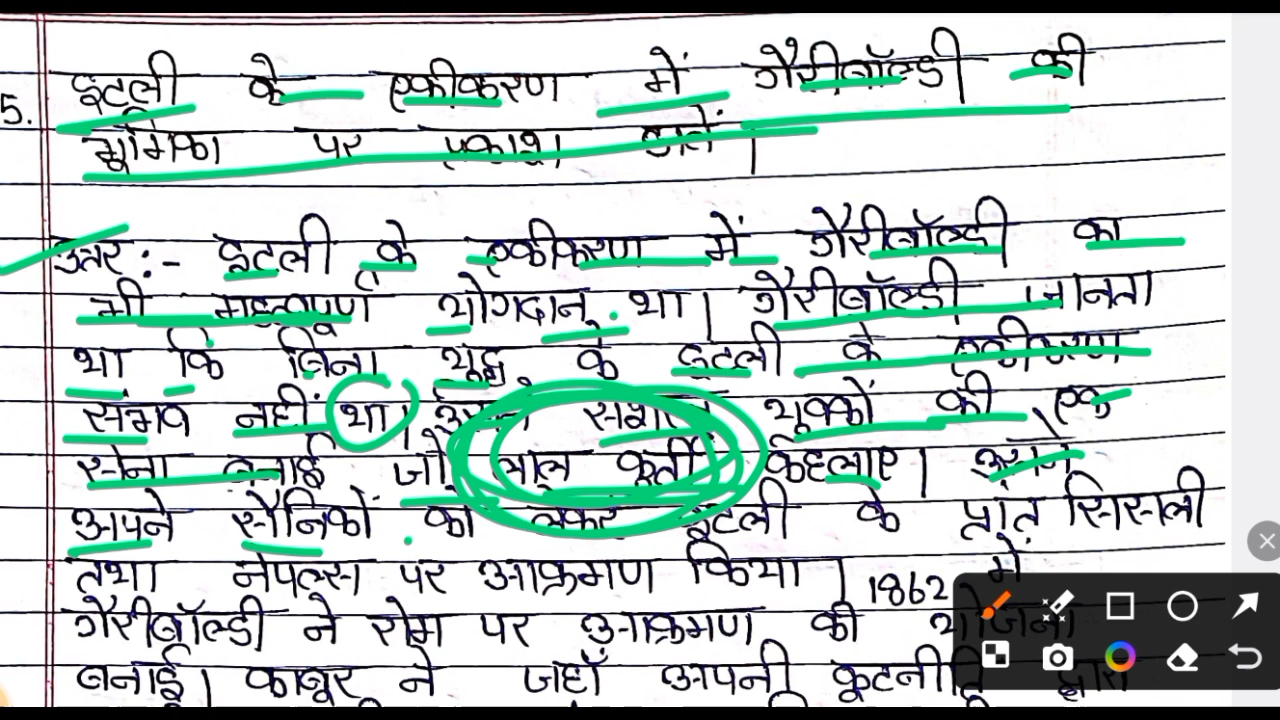 5. इटली के एकीकरण में गैरीबॉल्डी की
भूमिका पर प्रकाश डालें।
उत्तर:- इटली के एकीकरण में गैरीबॉल्डी का
भी महत्वपूर्ण योगदान था। गैरीबॉल्डी जानता
था कि बिना युद्ध के इटली के एकीकरण
संभव नहीं था। उसने सशस्त्र युवकों की एक
सेना बनाई जो लाल कुर्ती कहलाए। उसने
अपने सैनिकों को लेकर इटली के प्रांत सिसली
तथा नेपल्स पर आक्रमण किया। 1862 में
गैरीबॉल्डी ने रोम पर आक्रमण की योजना
बनाई। कावूर ने जहाँ अपनी कूटनीति द्वारा